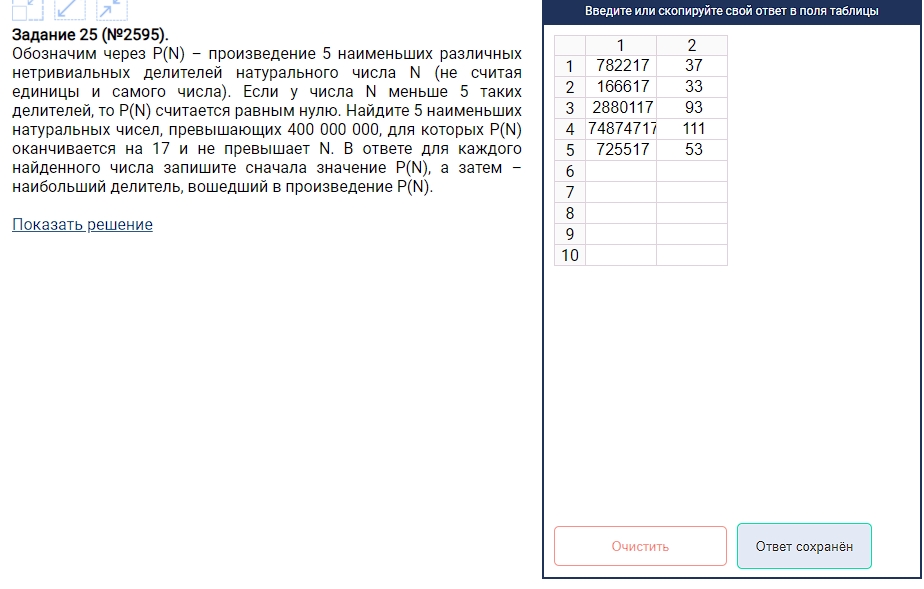 Задание 25 (№2595).
Обозначим через P(N) – произведение 5 наименьших различных
нетривиальных делителей натурального числа N (не считая
единицы и самого числа). Если у числа N меньше 5 таких
делителей, то P(N) считается равным нулю. Найдите 5 наименьших
натуральных чисел, превышающих 400 000 000, для которых P(N)
оканчивается на 17 и не превышает N. В ответе для каждого
найденного числа запишите сначала значение P(N), а затем –
наибольший делитель, вошедший в произведение P(N).
Показать решение
Введите или скопируйте свой ответ в поля таблицы
1 2
1 782217 37
2 166617 33
3 2880117 93
4 74874717 111
5 725517 53
6
7
8
9
10
Очистить
Ответ сохранён